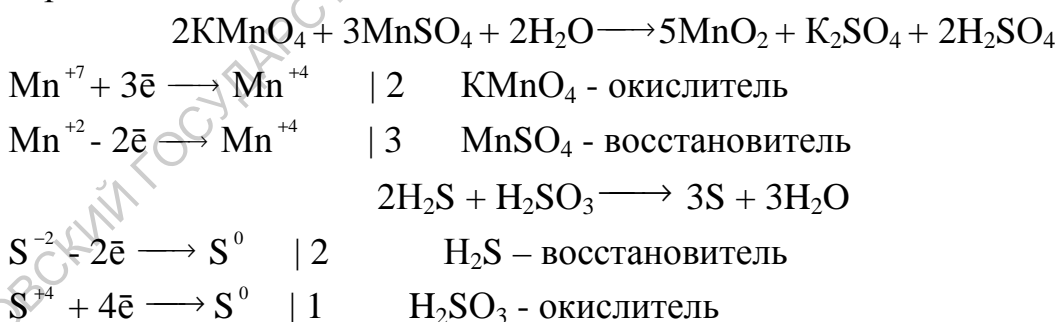 2KMnO₄ + 3MnSO₄ + 2H₂O ⟶ 5MnO₂ + K₂SO₄ + 2H₂SO₄
Mn⁺⁷ + 3ē ⟶ Mn⁺⁴ | 2 KMnO₄ - окислитель
Mn⁺² - 2ē ⟶ Mn⁺⁴ | 3 MnSO₄ - восстановитель
2H₂S + H₂SO₃ ⟶ 3S + 3H₂O
S⁻² - 2ē ⟶ S⁰ | 2 H₂S – восстановитель
S⁺⁴ + 4ē ⟶ S⁰ | 1 H₂SO₃ - окислитель